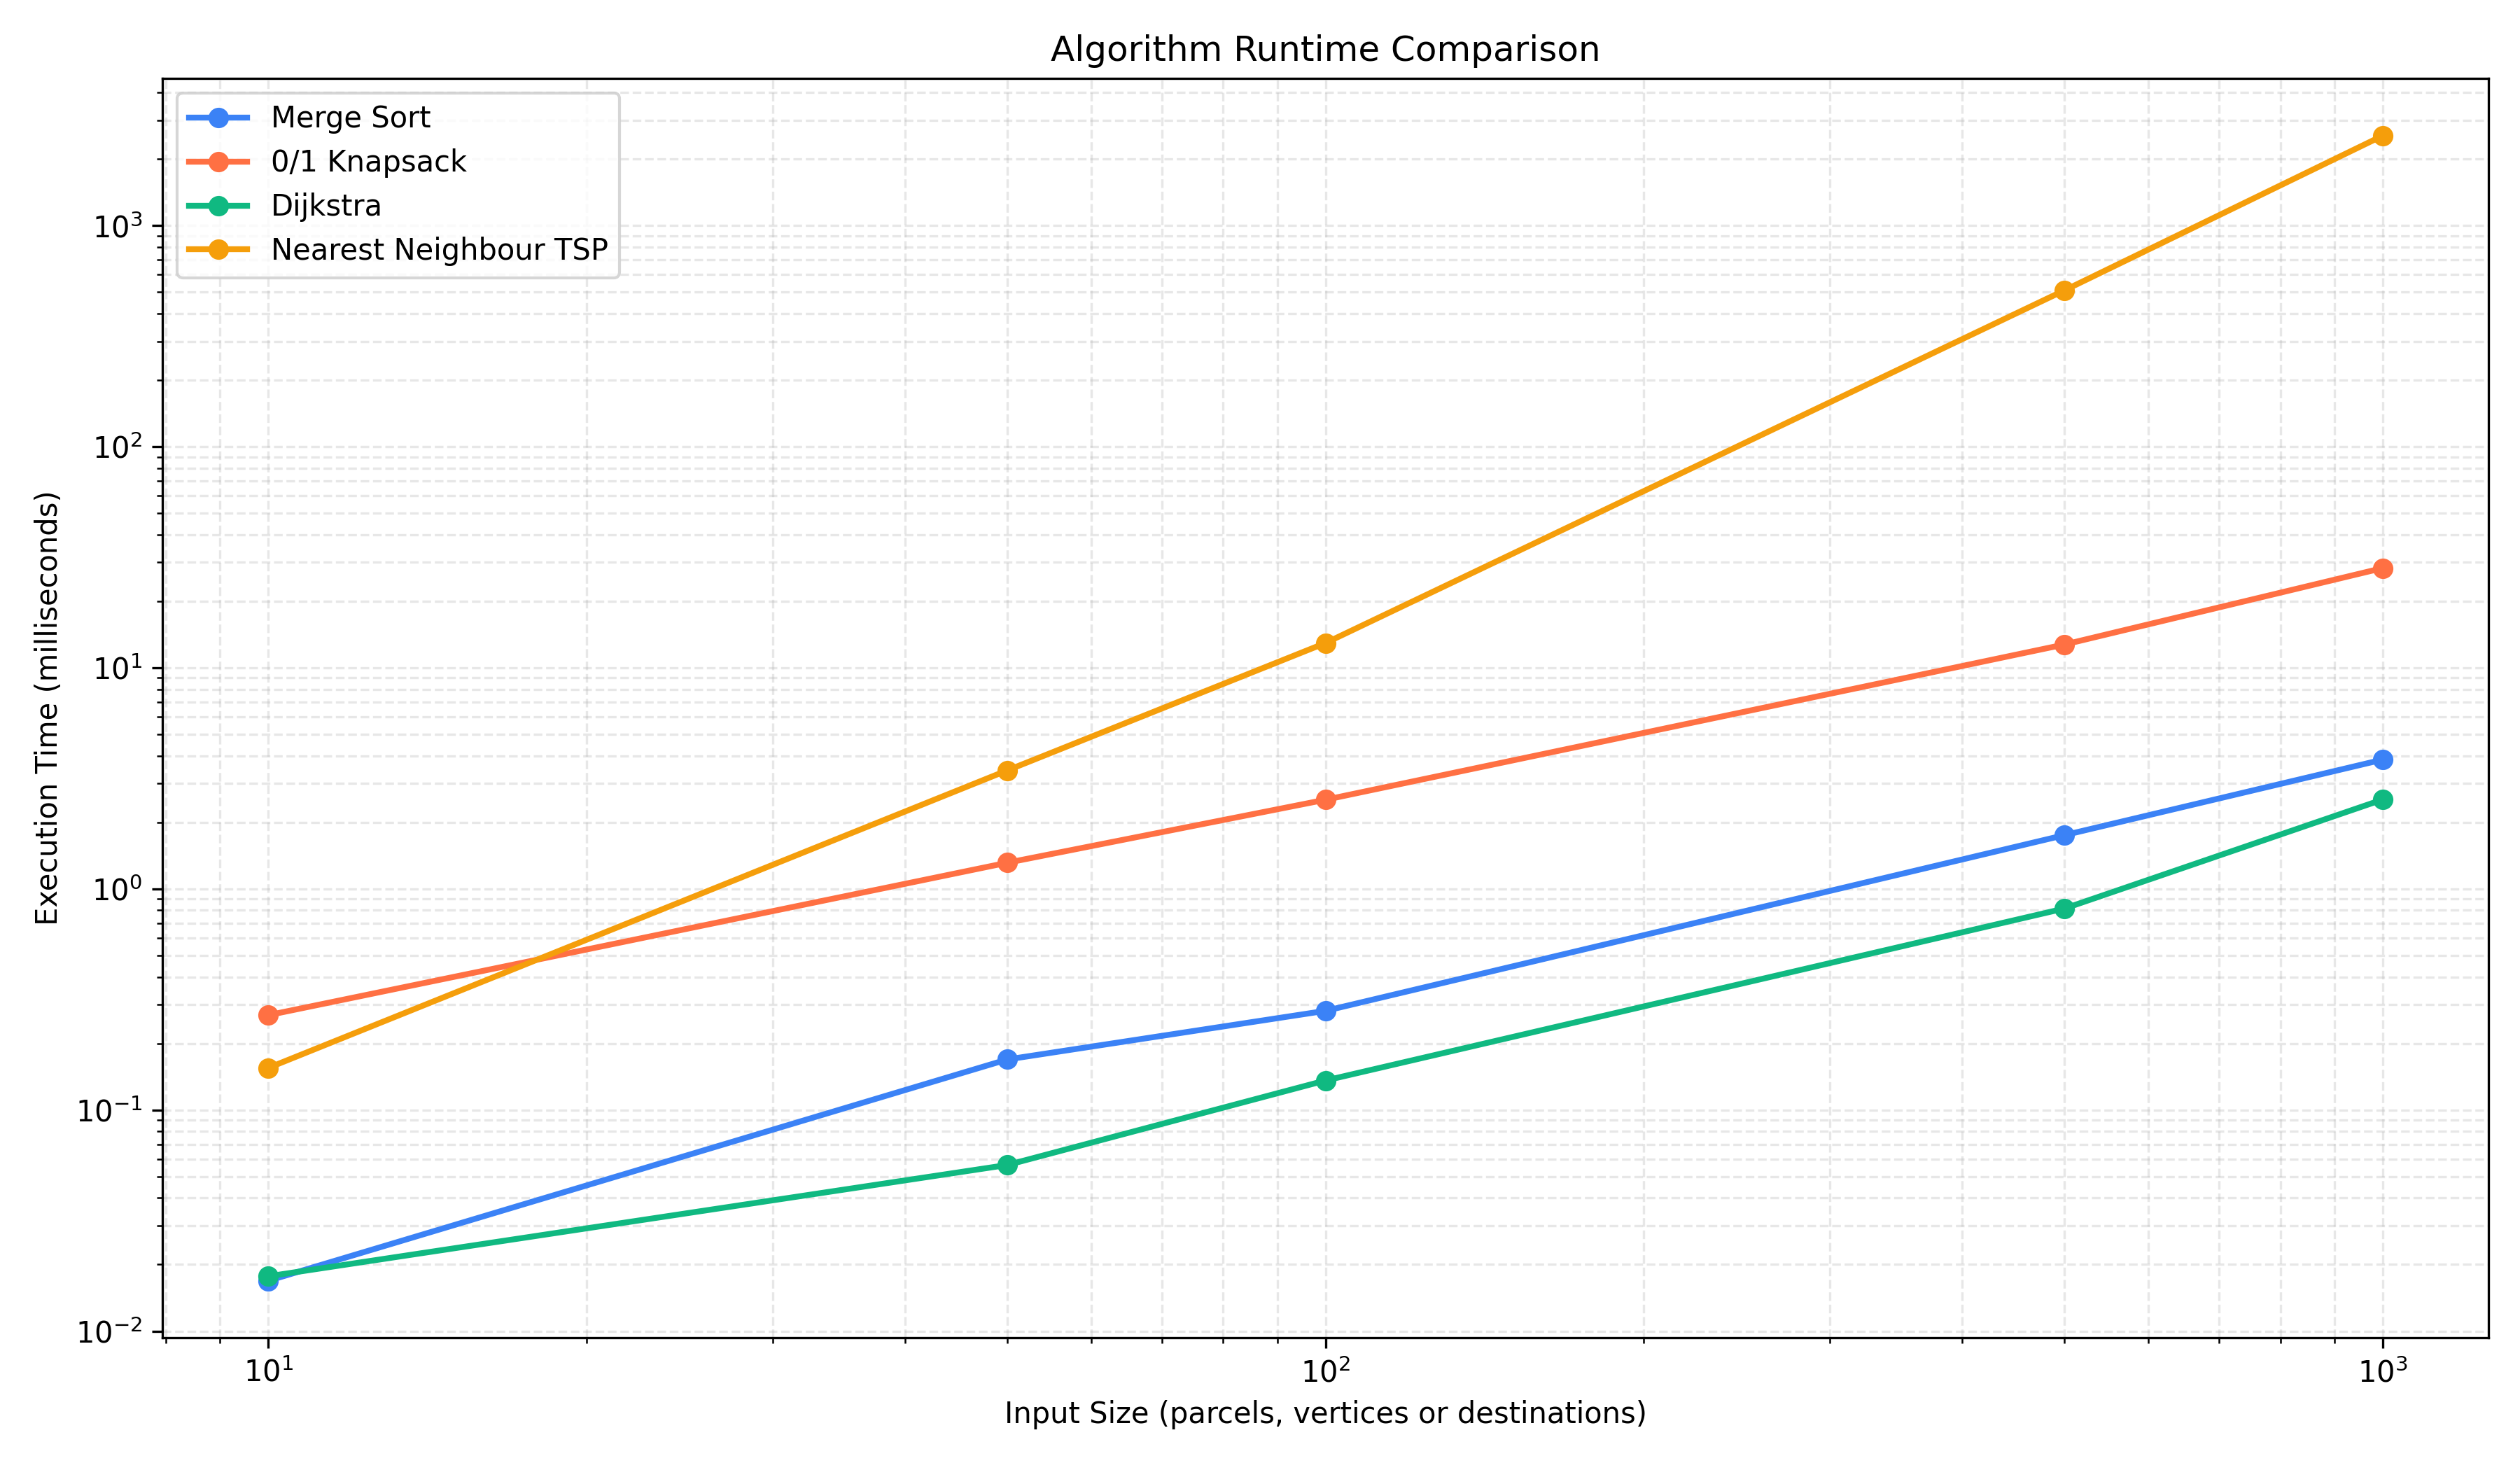 Algorithm Runtime Comparison
Merge Sort
0/1 Knapsack
Dijkstra
Nearest Neighbour TSP
Execution Time (milliseconds)
10³
10²
10¹
10⁰
10⁻¹
10⁻²
10¹ 10² 10³
Input Size (parcels, vertices or destinations)